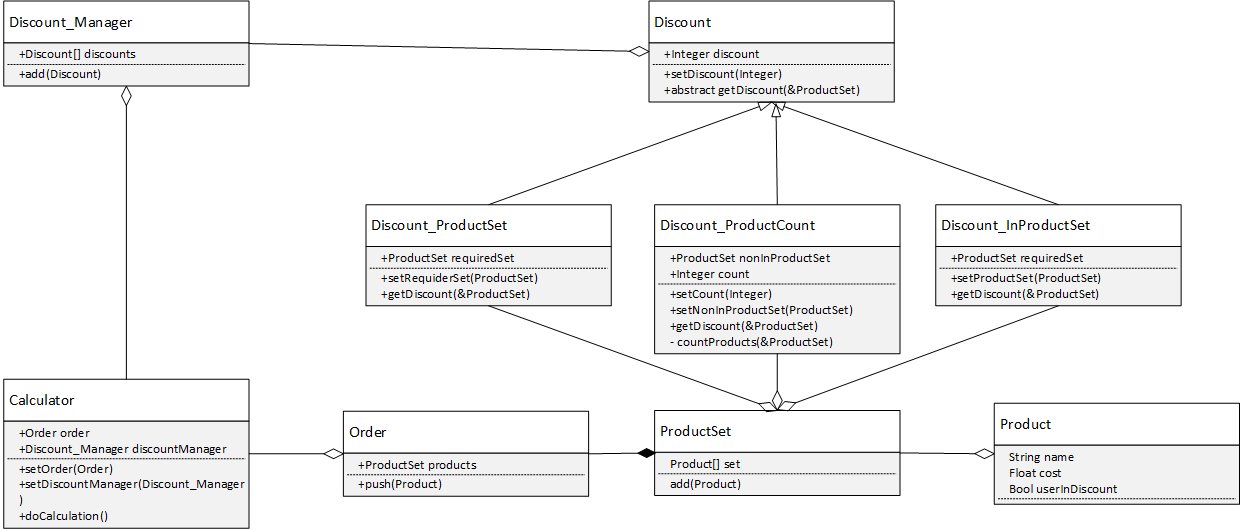 Discount_Manager
+Discount[] discounts
+add(Discount)
Discount
+Integer discount
+setDiscount(Integer)
+abstract getDiscount(&ProductSet)
Discount_ProductSet
+ProductSet requiredSet
+setRequiderSet(ProductSet)
+getDiscount(&ProductSet)
Discount_ProductCount
+ProductSet nonInProductSet
+Integer count
+setCount(Integer)
+setNonInProductSet(ProductSet)
+getDiscount(&ProductSet)
- countProducts(&ProductSet)
Discount_InProductSet
+ProductSet requiredSet
+setProductSet(ProductSet)
+getDiscount(&ProductSet)
Calculator
+Order order
+Discount_Manager discountManager
+setOrder(Order)
+setDiscountManager(Discount_Manager
)
+doCalculation()
Order
+ProductSet products
+push(Product)
ProductSet
Product[] set
add(Product)
Product
String name
Float cost
Bool userInDiscount